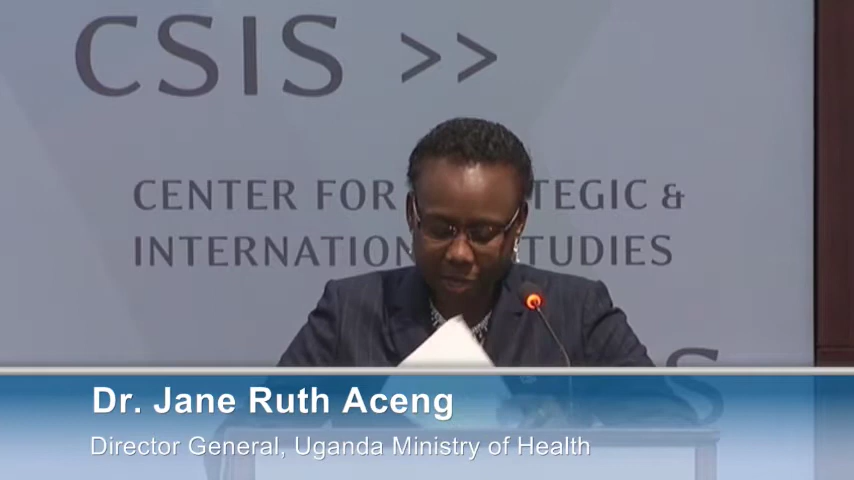 CSIS >>
CENTER FOR TEGIC &
INTERNATION TUDIES
S
Dr. Jane Ruth Aceng
Director General, Uganda Ministry of Health